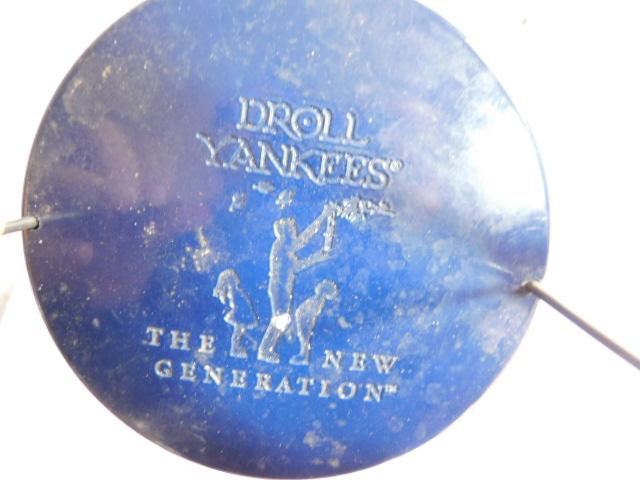 DROLL
YANKEES®
THE NEW
GENERATION™